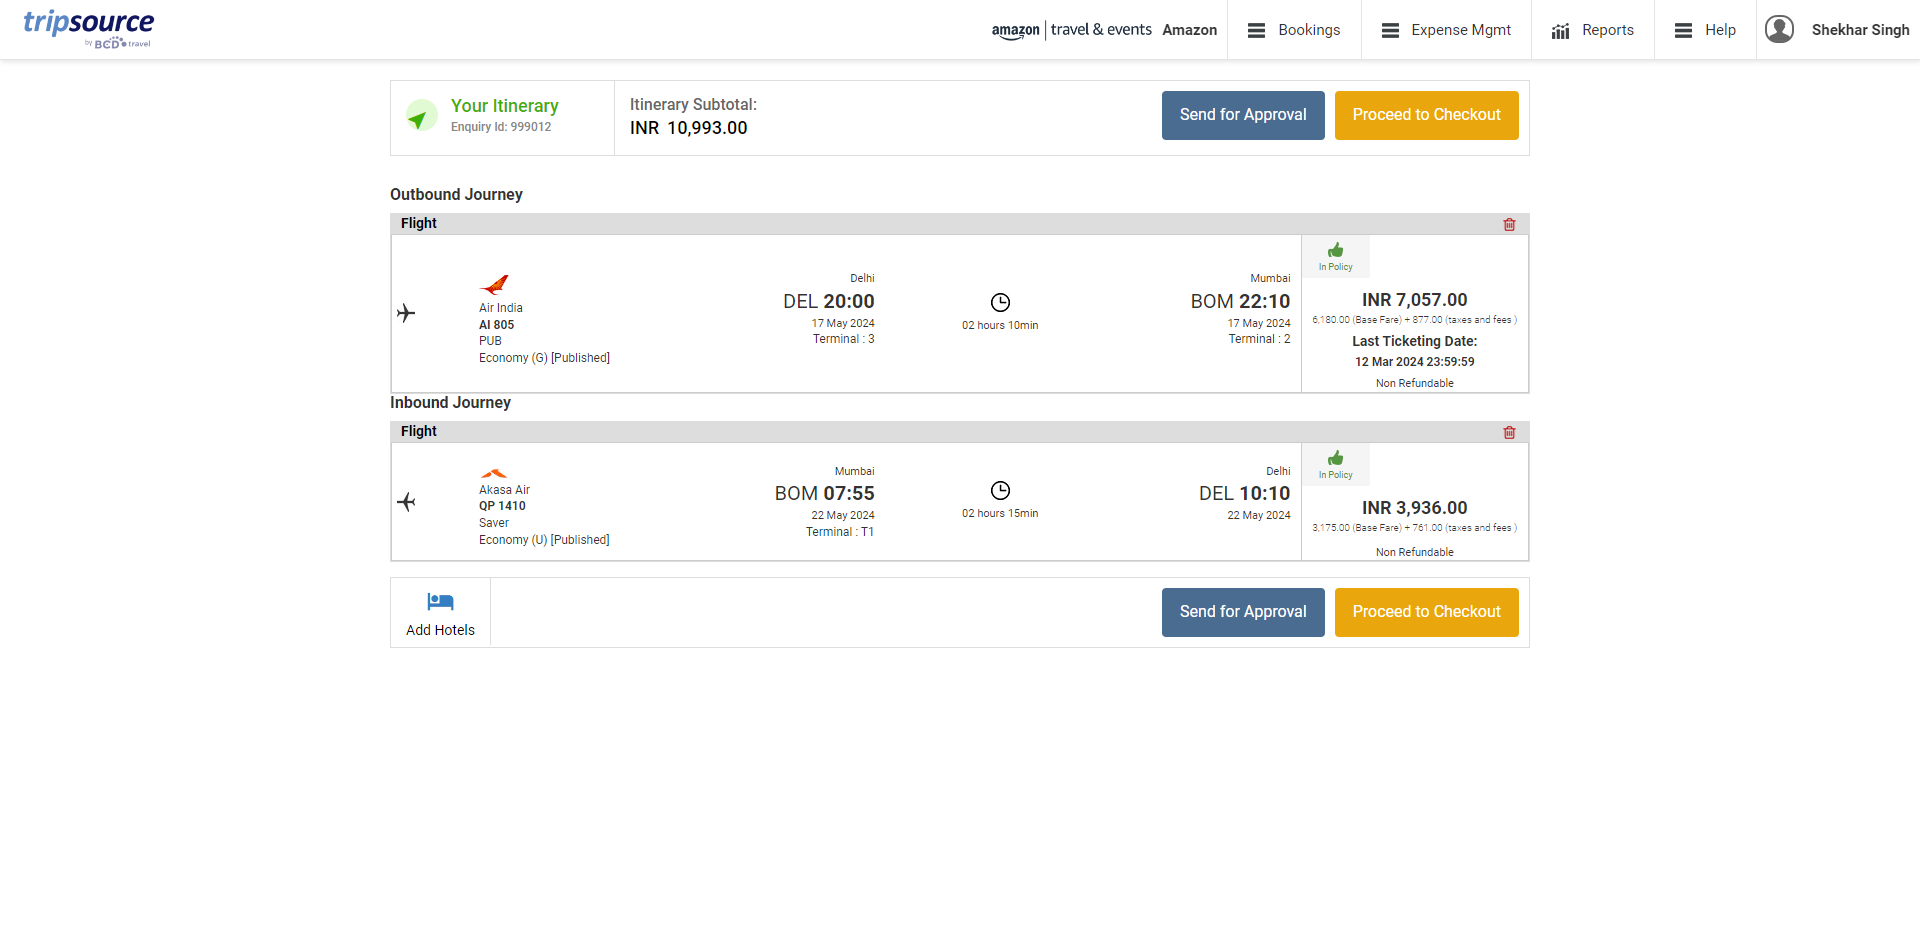 tripsource
by BCD travel
amazon | travel & events Amazon
Bookings
Expense Mgmt
Reports
Help
Shekhar Singh
Your Itinerary
Enquiry Id: 999012
Itinerary Subtotal:
INR 10,993.00
Send for Approval
Proceed to Checkout
Outbound Journey
Flight
Air India
AI 805
PUB
Economy (G) [Published]
Delhi
DEL 20:00
17 May 2024
Terminal : 3
02 hours 10min
Mumbai
BOM 22:10
17 May 2024
Terminal : 2
In Policy
INR 7,057.00
6,180.00 (Base Fare) + 877.00 (taxes and fees )
Last Ticketing Date:
12 Mar 2024 23:59:59
Non Refundable
Inbound Journey
Flight
Akasa Air
QP 1410
Saver
Economy (U) [Published]
Mumbai
BOM 07:55
22 May 2024
Terminal : T1
02 hours 15min
Delhi
DEL 10:10
22 May 2024
In Policy
INR 3,936.00
3,175.00 (Base Fare) + 761.00 (taxes and fees )
Non Refundable
Add Hotels
Send for Approval
Proceed to Checkout